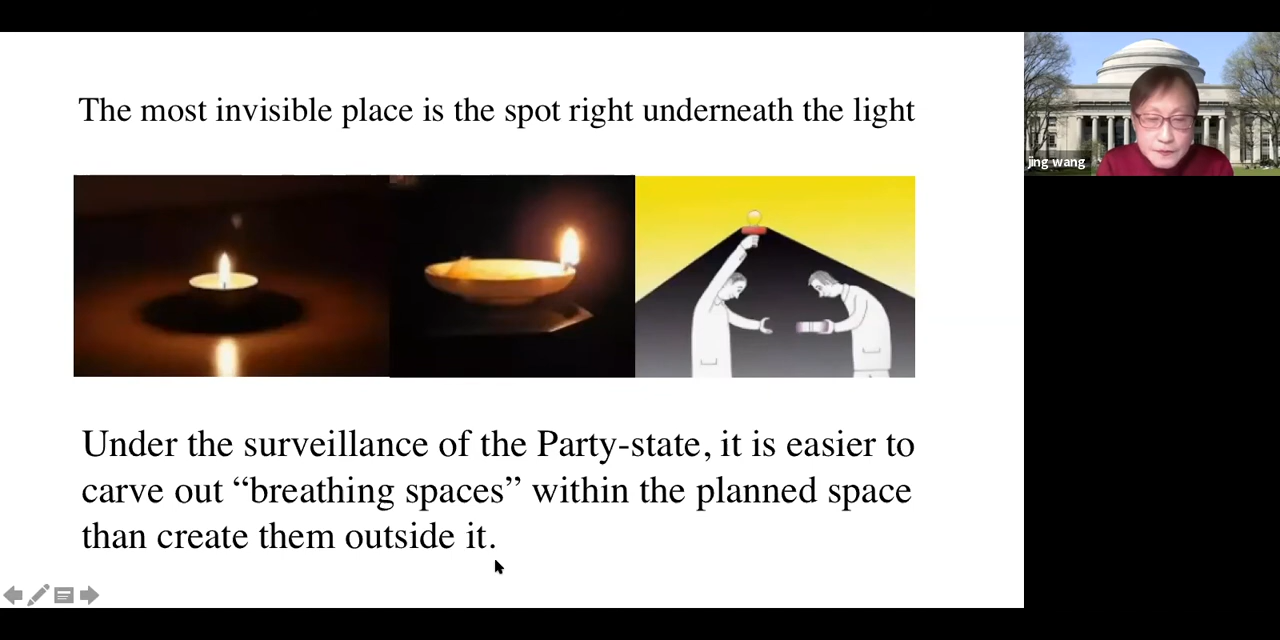 The most invisible place is the spot right underneath the light
jing wang
Under the surveillance of the Party-state, it is easier to
carve out “breathing spaces” within the planned space
than create them outside it.